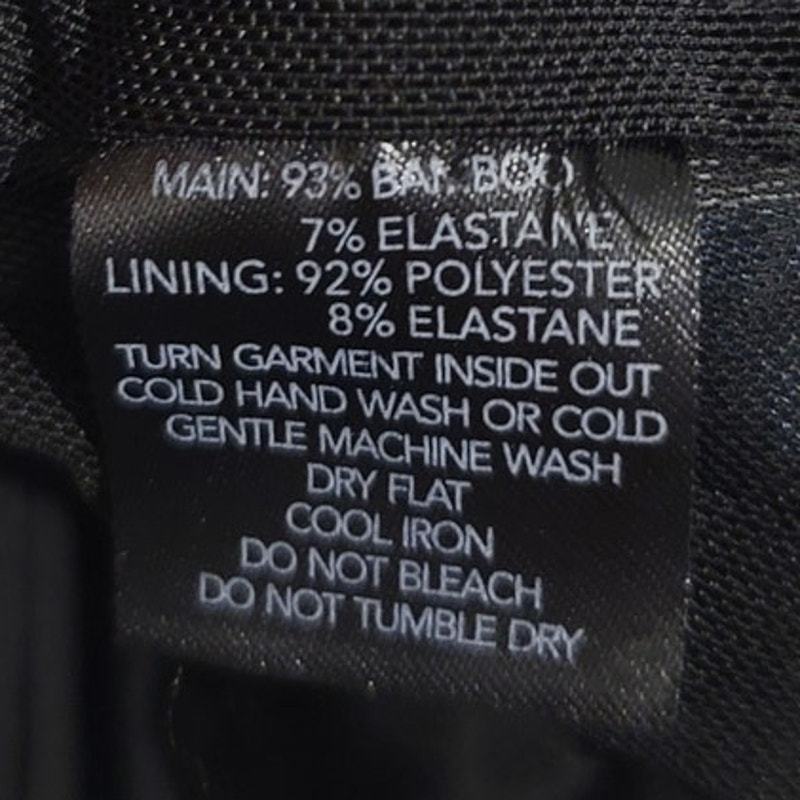 MAIN: 93% BAMBOO
7% ELASTANE
LINING: 92% POLYESTER
8% ELASTANE
TURN GARMENT INSIDE OUT
COLD HAND WASH OR COLD
GENTLE MACHINE WASH
DRY FLAT
COOL IRON
DO NOT BLEACH
DO NOT TUMBLE DRY